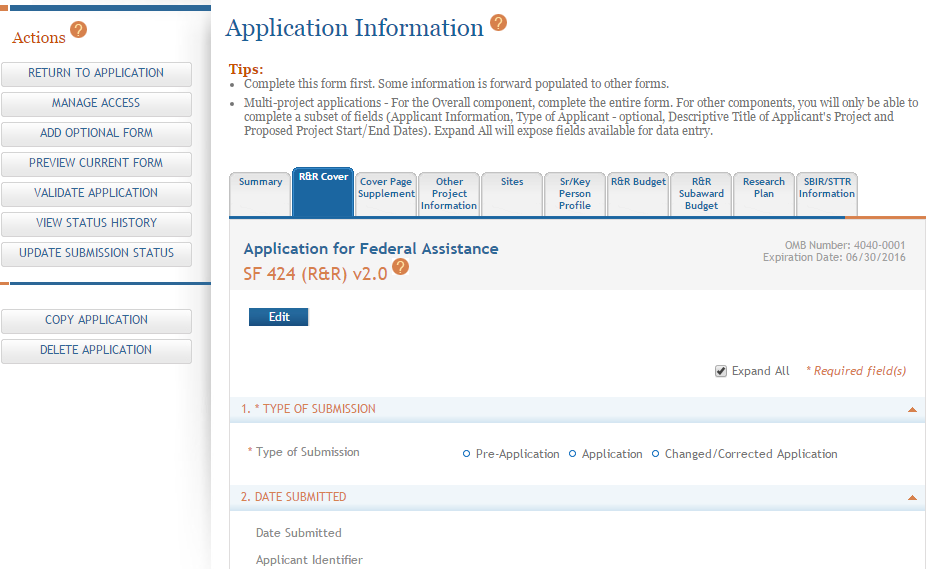 Actions ?
RETURN TO APPLICATION
MANAGE ACCESS
ADD OPTIONAL FORM
PREVIEW CURRENT FORM
VALIDATE APPLICATION
VIEW STATUS HISTORY
UPDATE SUBMISSION STATUS
COPY APPLICATION
DELETE APPLICATION
Application Information ?
Tips:
• Complete this form first. Some information is forward populated to other forms.
• Multi-project applications - For the Overall component, complete the entire form. For other components, you will only be able to
complete a subset of fields (Applicant Information, Type of Applicant - optional, Descriptive Title of Applicant's Project and
Proposed Project Start/End Dates). Expand All will expose fields available for data entry.
Summary
R&R Cover
Cover Page
Supplement
Other
Project
Information
Sites
Sr/Key
Person
Profile
R&R Budget
R&R
Subaward
Budget
Research
Plan
SBIR/STTR
Information
Application for Federal Assistance
SF 424 (R&R) v2.0 ?
OMB Number: 4040-0001
Expiration Date: 06/30/2016
Edit
Expand All * Required field(s)
1. * TYPE OF SUBMISSION
* Type of Submission Pre-Application Application Changed/Corrected Application
2. DATE SUBMITTED
Date Submitted
Applicant Identifier